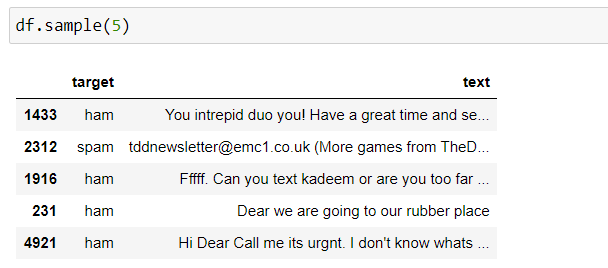 df.sample(5)
target text
1433 ham You intrepid duo you! Have a great time and se...
2312 spam tddnewsletter@emc1.co.uk (More games from TheD...
1916 ham Fffff. Can you text kadeem or are you too far ...
231 ham Dear we are going to our rubber place
4921 ham Hi Dear Call me its urgnt. I don't know whats ...